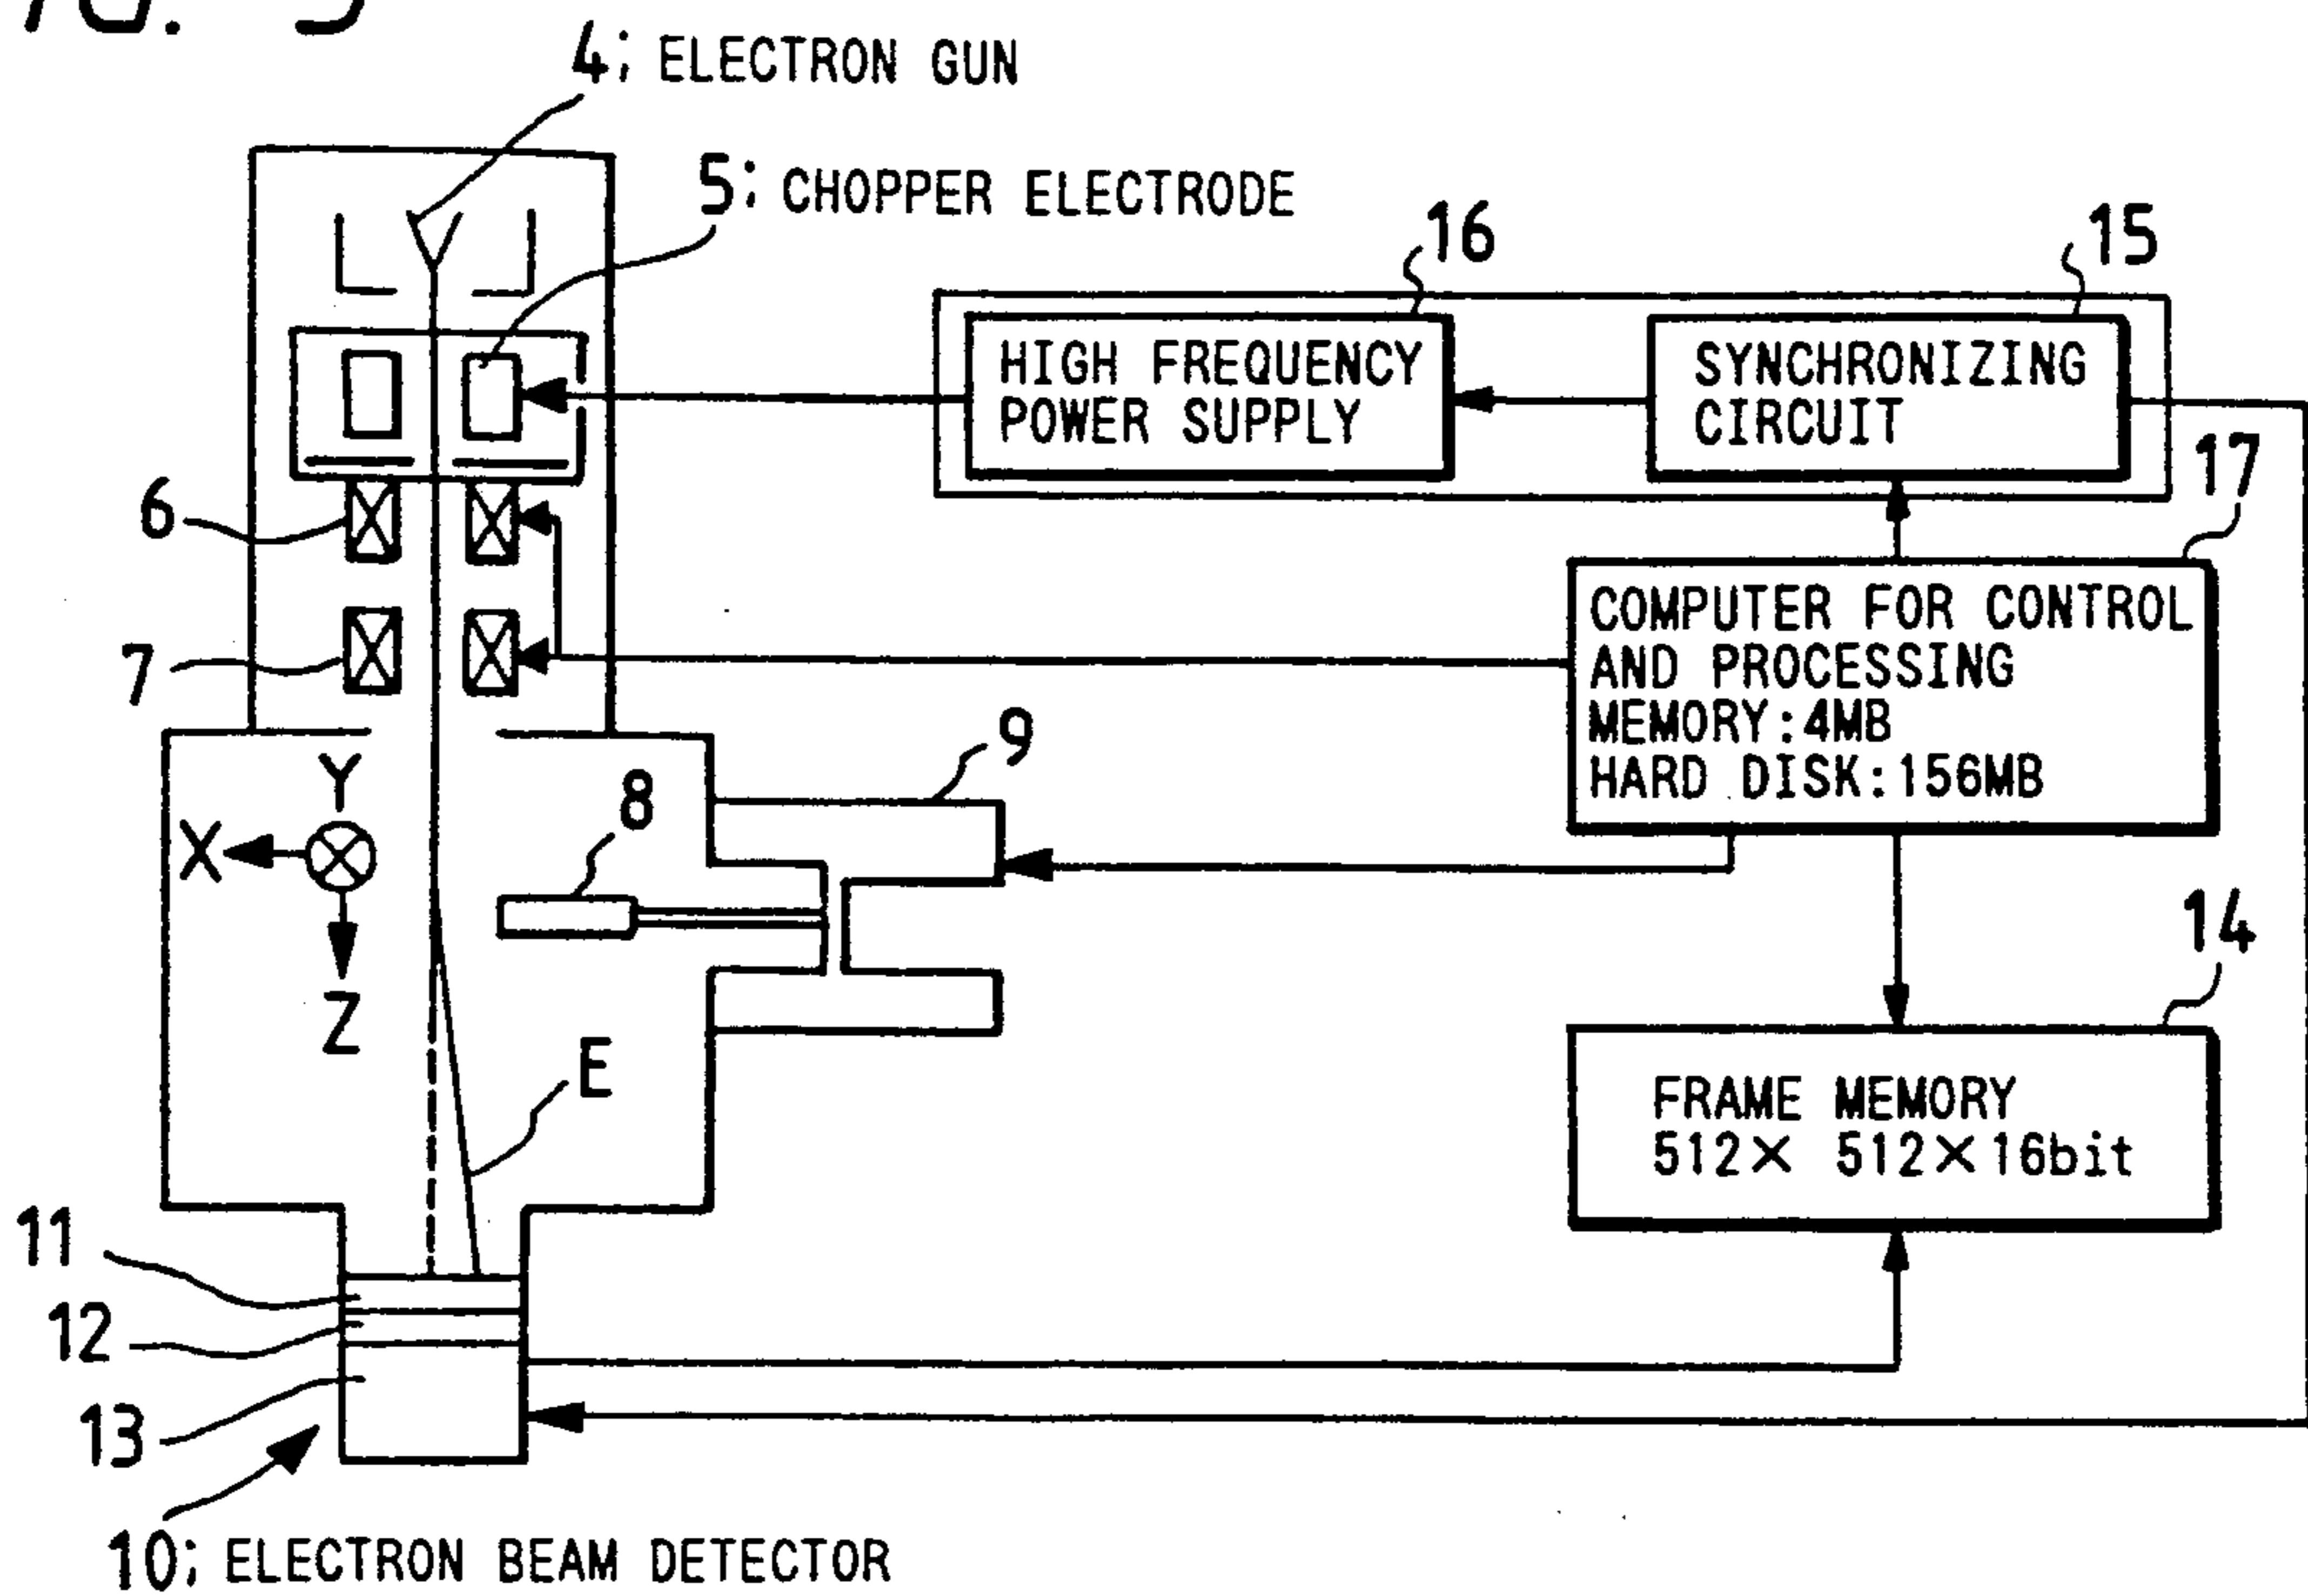 4; ELECTRON GUN
5: CHOPPER ELECTRODE
16
15
HIGH FREQUENCY
POWER SUPPLY
SYNCHRONIZING
CIRCUIT
17
6
COMPUTER FOR CONTROL
AND PROCESSING
MEMORY:4MB
HARD DISK:156MB
7
9
Y
8
X
14
Z
E
FRAME MEMORY
512× 512×16bit
11
12
13
10; ELECTRON BEAM DETECTOR